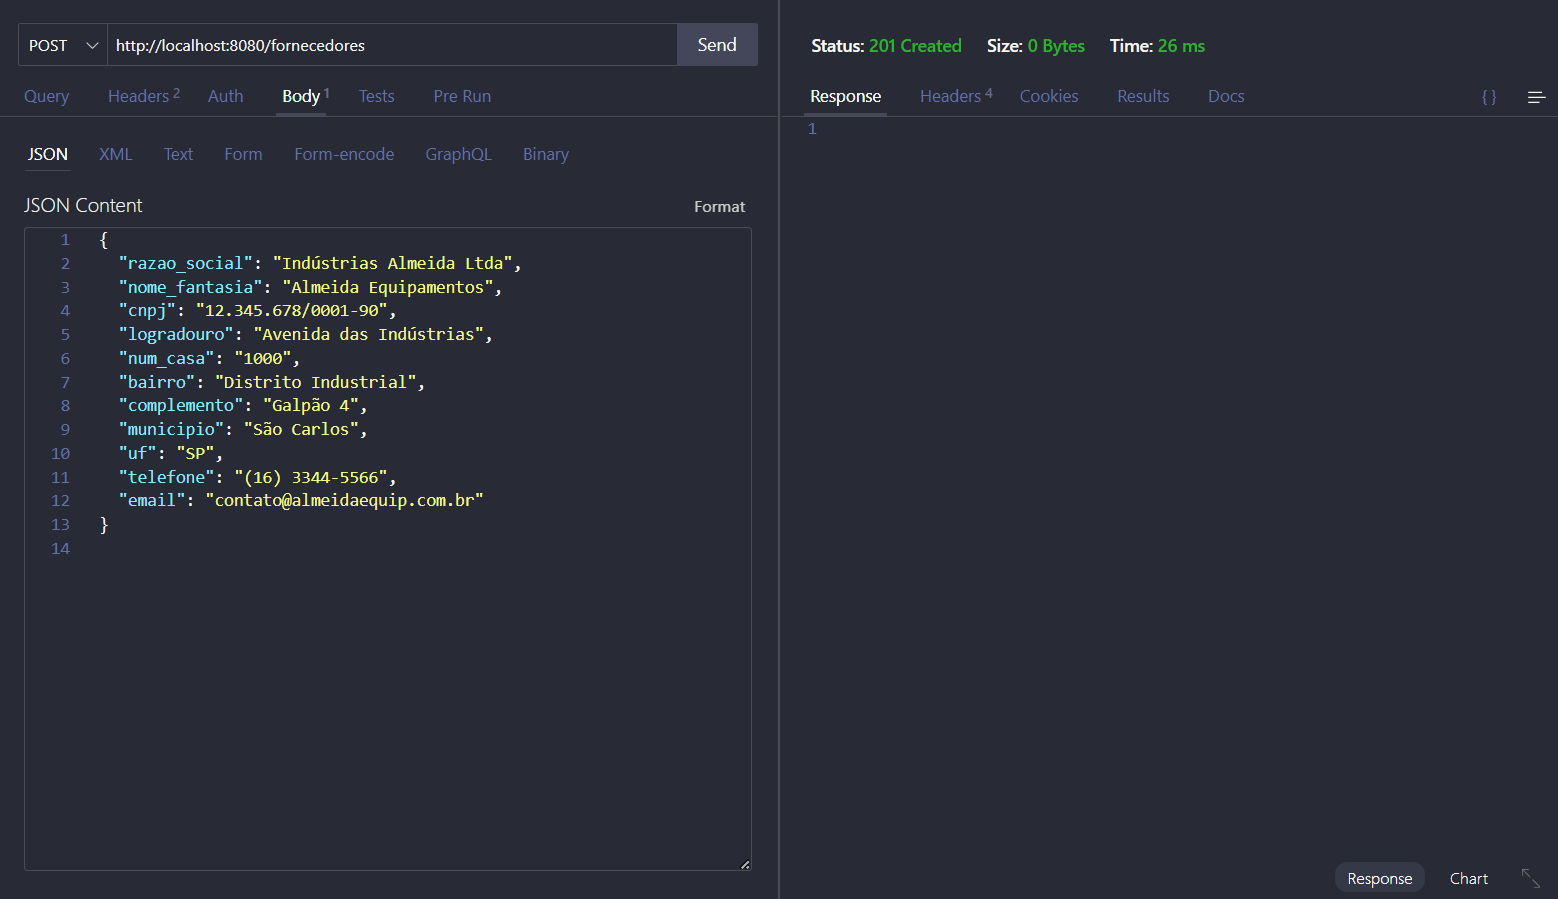 POST http://localhost:8080/fornecedores Send
Query Headers 2 Auth Body 1 Tests Pre Run
JSON XML Text Form Form-encode GraphQL Binary
JSON Content Format
1 {
2 "razao_social": "Indústrias Almeida Ltda",
3 "nome_fantasia": "Almeida Equipamentos",
4 "cnpj": "12.345.678/0001-90",
5 "logradouro": "Avenida das Indústrias",
6 "num_casa": "1000",
7 "bairro": "Distrito Industrial",
8 "complemento": "Galpão 4",
9 "municipio": "São Carlos",
10 "uf": "SP",
11 "telefone": "(16) 3344-5566",
12 "email": "contato@almeidaequip.com.br"
13 }
14
Status: 201 Created Size: 0 Bytes Time: 26 ms
Response Headers 4 Cookies Results Docs { }
1
Response Chart